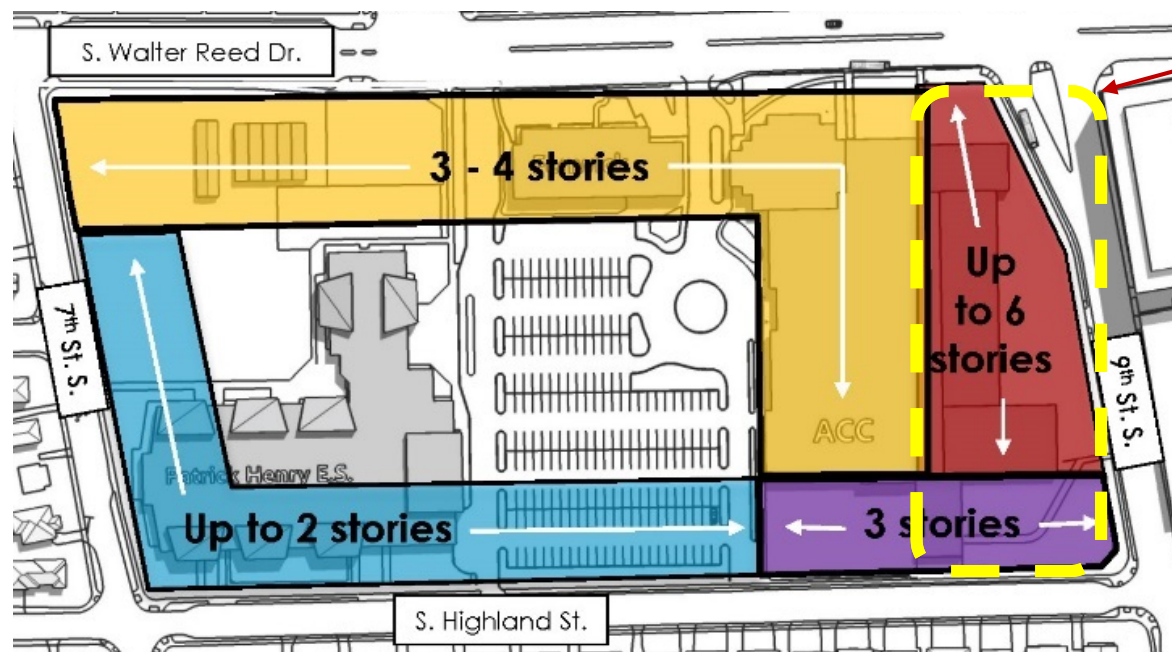 S. Walter Reed Dr.
3 - 4 stories
Up
to 6
stories
7th St. S.
9th St. S.
ACC
Patrick Henry E.S.
Up to 2 stories
3 stories
S. Highland St.